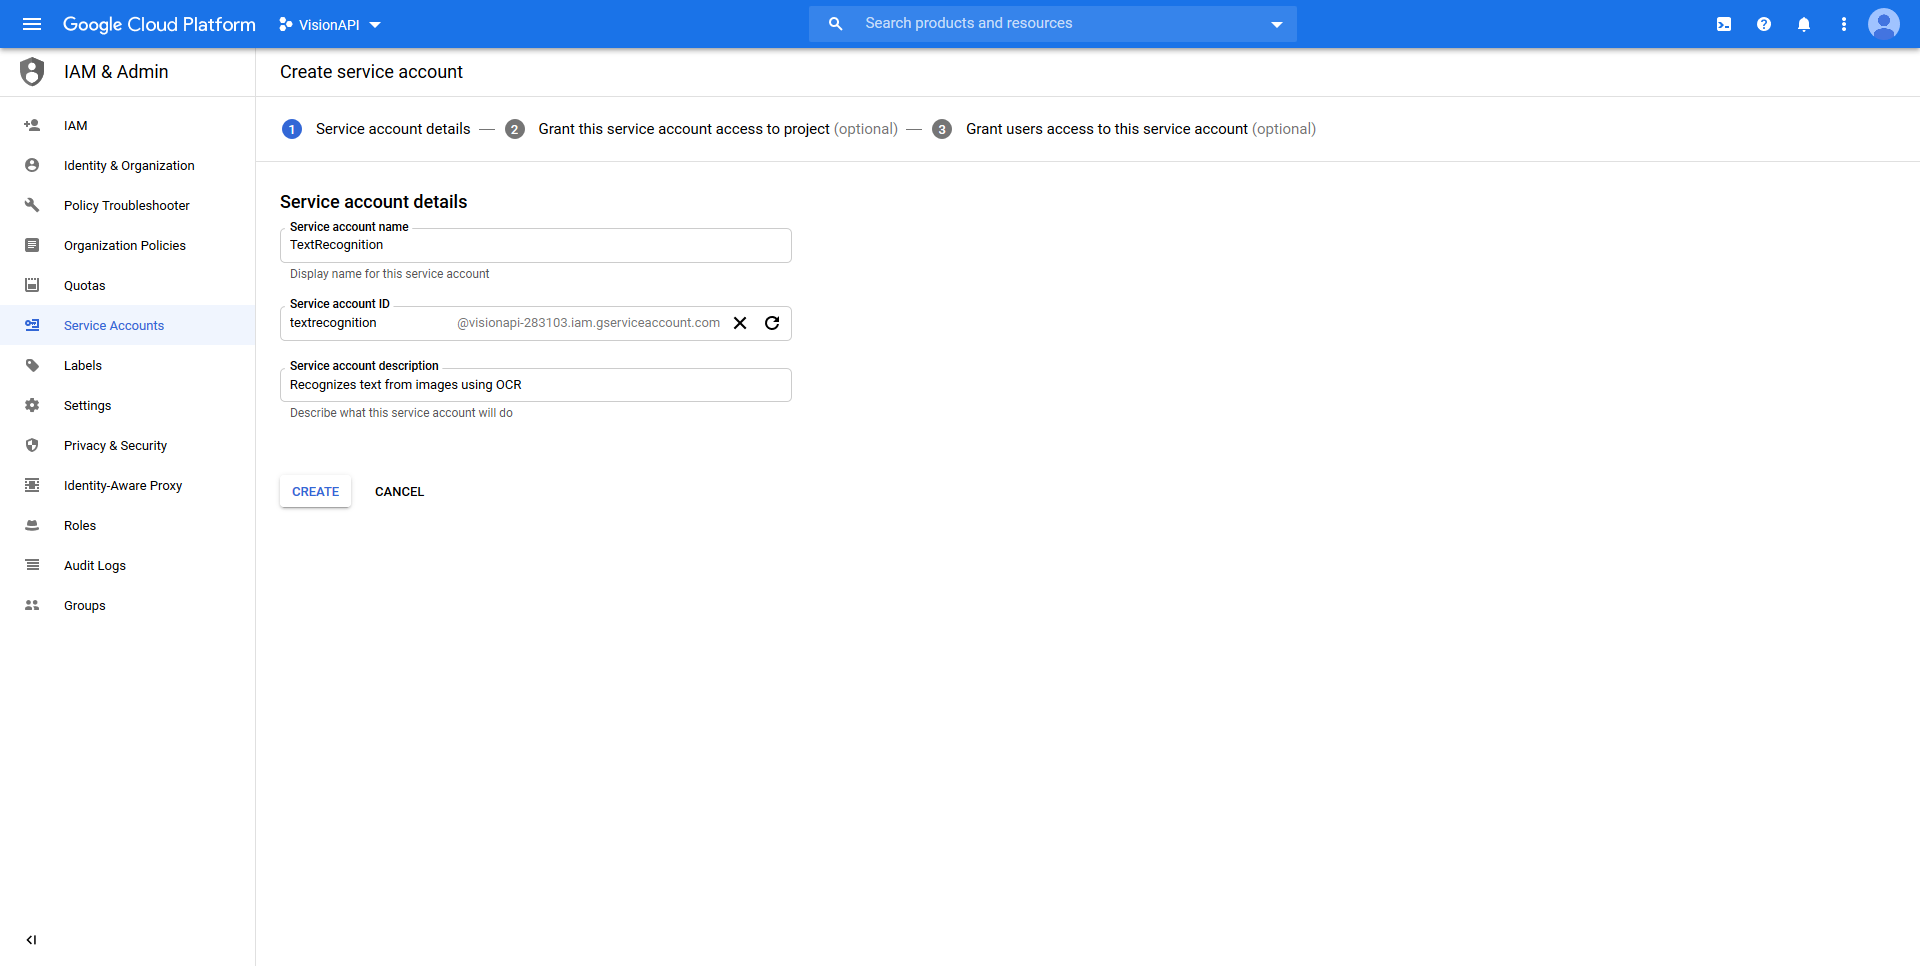 Google Cloud Platform
VisionAPI
Search products and resources
IAM & Admin
Create service account
IAM
Identity & Organization
Policy Troubleshooter
Organization Policies
Quotas
Service Accounts
Labels
Settings
Privacy & Security
Identity-Aware Proxy
Roles
Audit Logs
Groups
1 Service account details — 2 Grant this service account access to project (optional) — 3 Grant users access to this service account (optional)
Service account details
Service account name
TextRecognition
Display name for this service account
Service account ID
textrecognition @visionapi-283103.iam.gserviceaccount.com
Service account description
Recognizes text from images using OCR
Describe what this service account will do
CREATE CANCEL